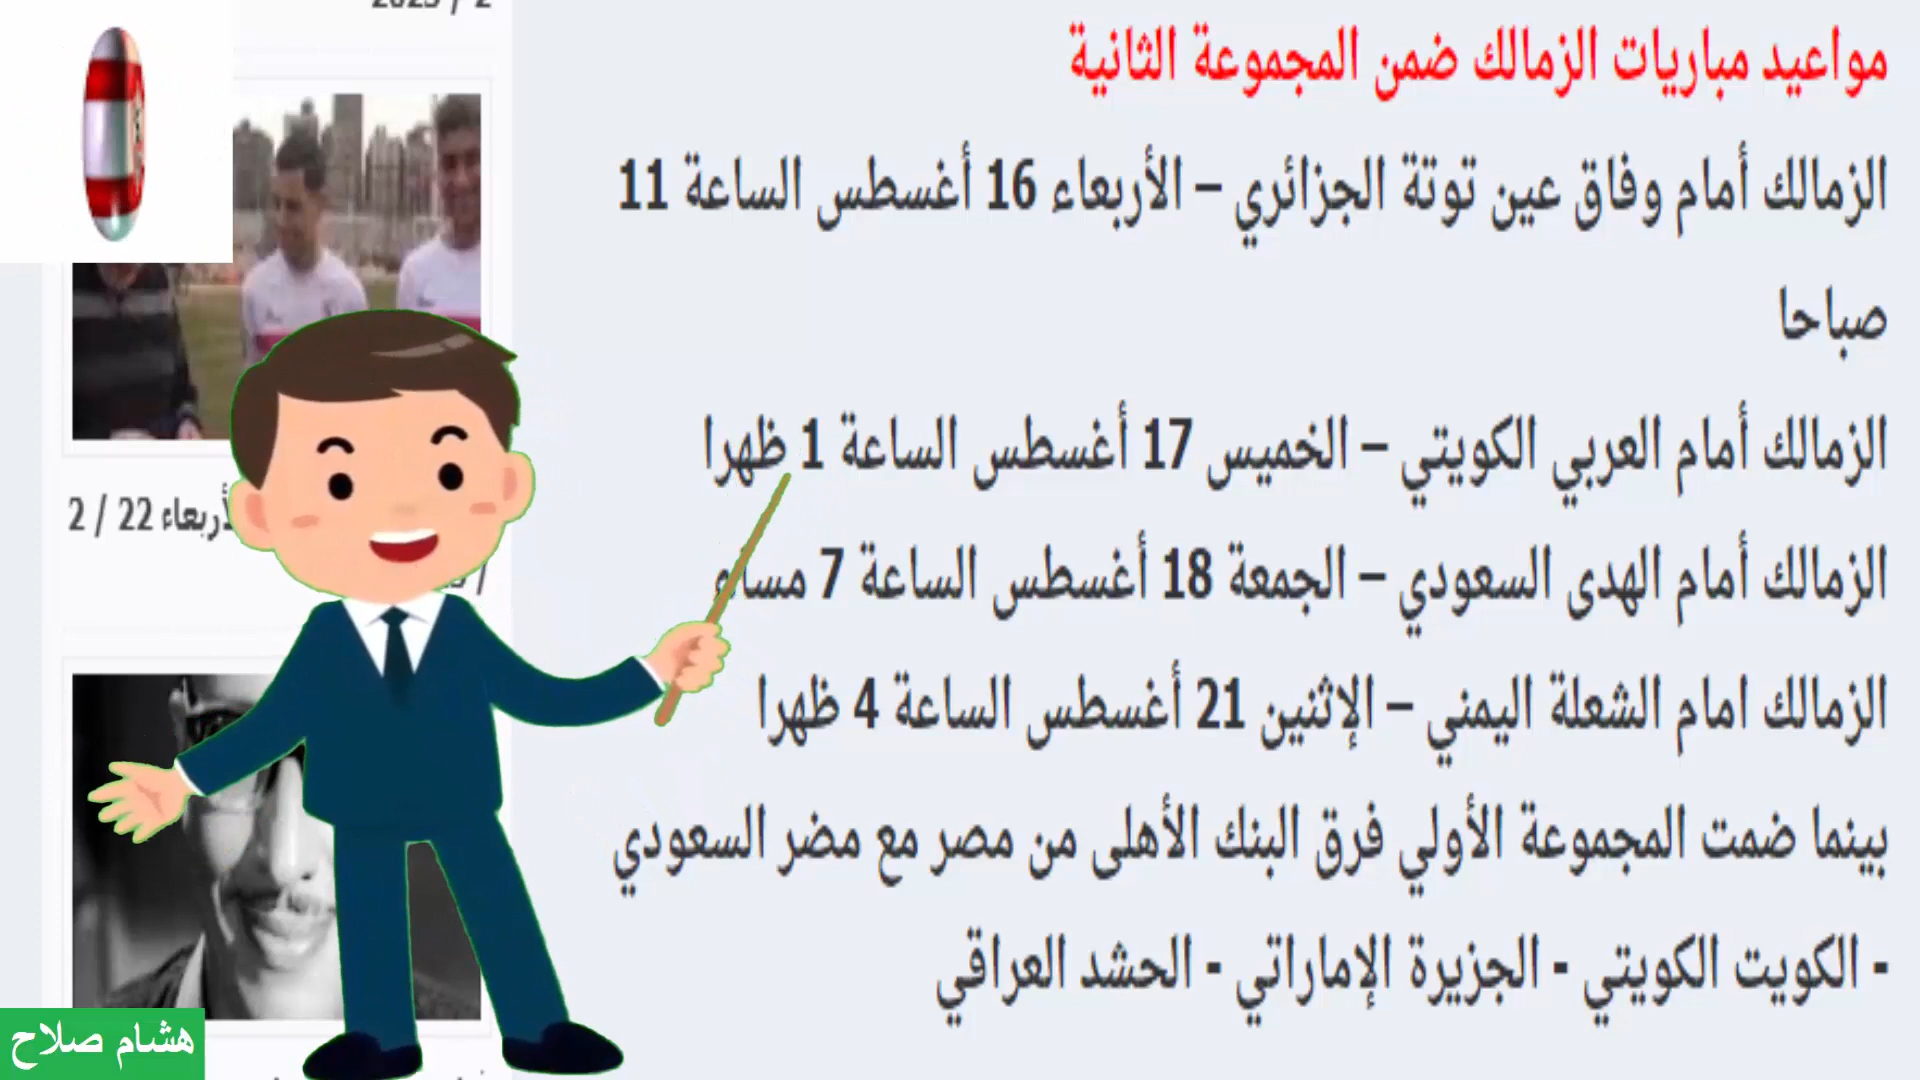 مواعيد مباريات الزمالك ضمن المجموعة الثانية
الزمالك أمام وفاق عين توتة الجزائري – الأربعاء 16 أغسطس الساعة 11
صباحا
الزمالك أمام العربي الكويتي – الخميس 17 أغسطس الساعة 1 ظهرا
الزمالك أمام الهدى السعودي – الجمعة 18 أغسطس الساعة 7 مساء
الزمالك امام الشعلة اليمني – الإثنين 21 أغسطس الساعة 4 ظهرا
بينما ضمت المجموعة الأولي فرق البنك الأهلى من مصر مع مضر السعودي
- الكويت الكويتي - الجزيرة الإماراتي - الحشد العراقي
2 / 2023
الأربعاء 22 / 2
هشام صلاح